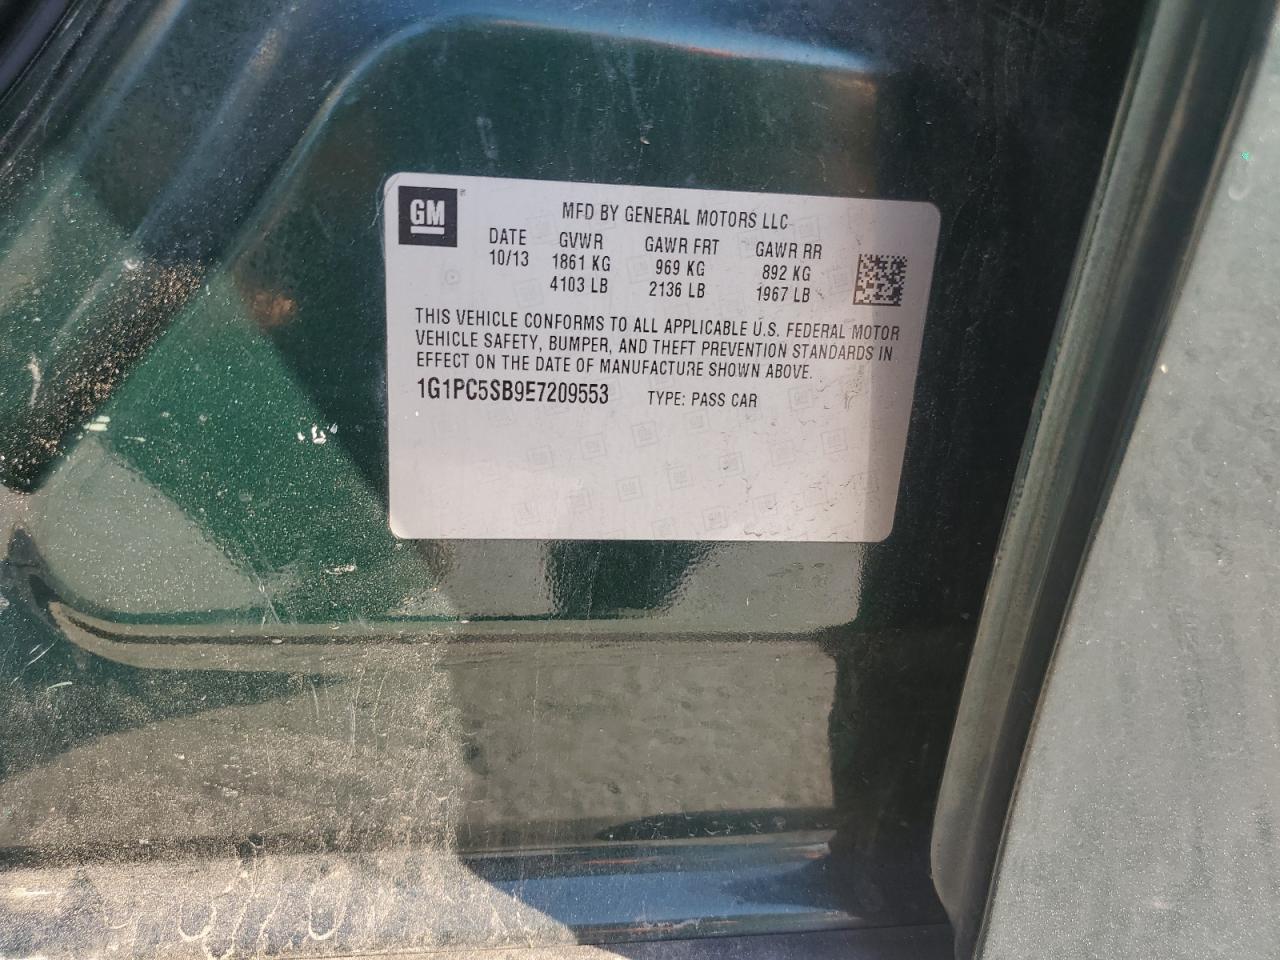 GM
MFD BY GENERAL MOTORS LLC
DATE GVWR GAWR FRT GAWR RR
10/13 1861 KG 969 KG 892 KG
4103 LB 2136 LB 1967 LB
THIS VEHICLE CONFORMS TO ALL APPLICABLE U.S. FEDERAL MOTOR
VEHICLE SAFETY, BUMPER, AND THEFT PREVENTION STANDARDS IN
EFFECT ON THE DATE OF MANUFACTURE SHOWN ABOVE.
1G1PC5SB9E7209553 TYPE: PASS CAR